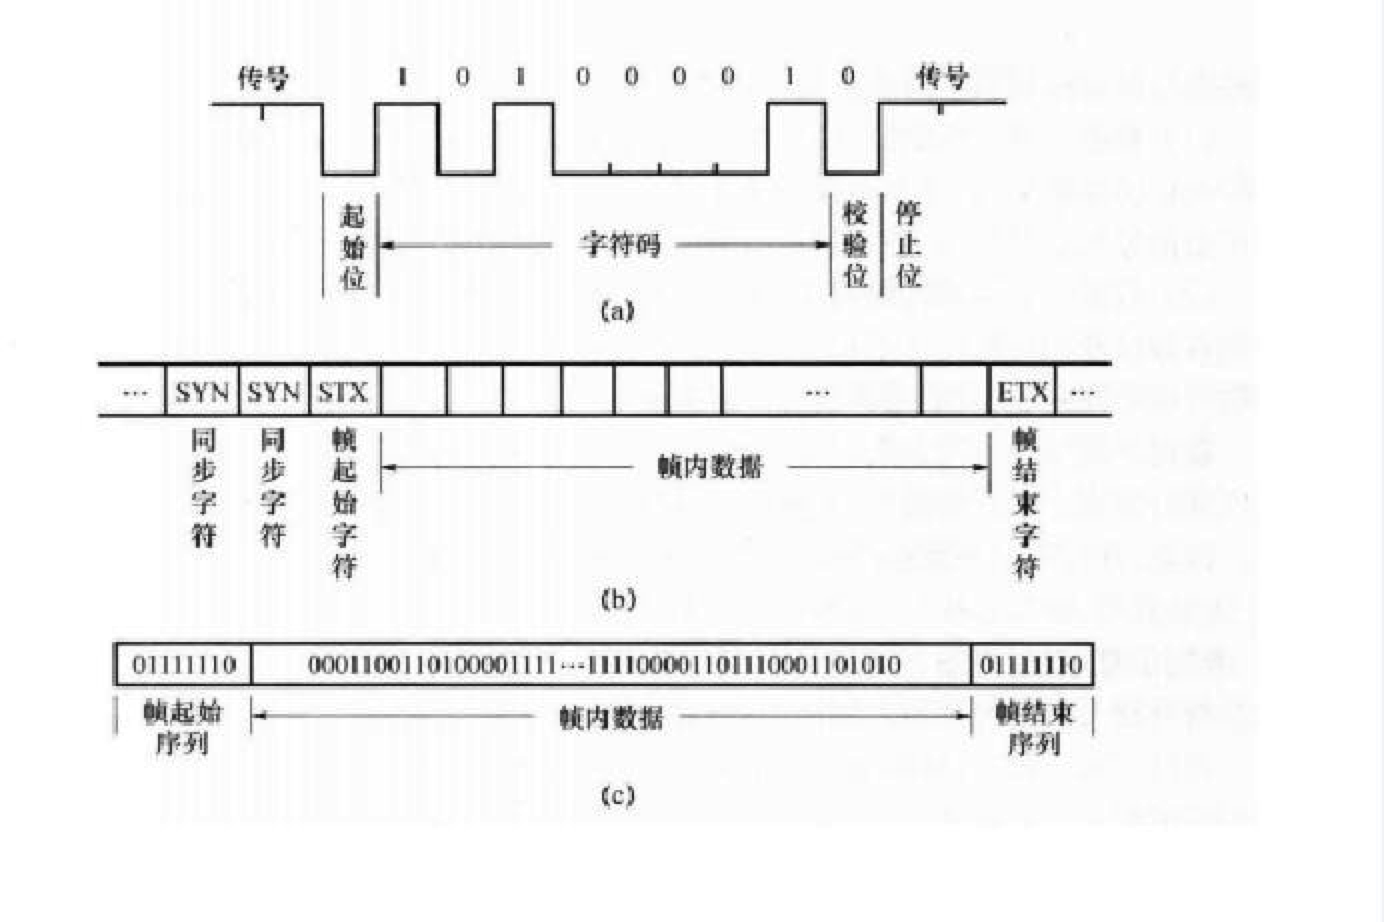 传号 1 0 1 0 0 0 0 1 0 传号
起始位 字符码 校验位 停止位
(a)
… SYN SYN STX … ETX …
同步字符 同步字符 帧起始字符 帧内数据 帧结束字符
(b)
01111110 0001100110100001111…11110000110111000110101​0 01111110
帧起始序列 帧内数据 帧结束序列
(c)